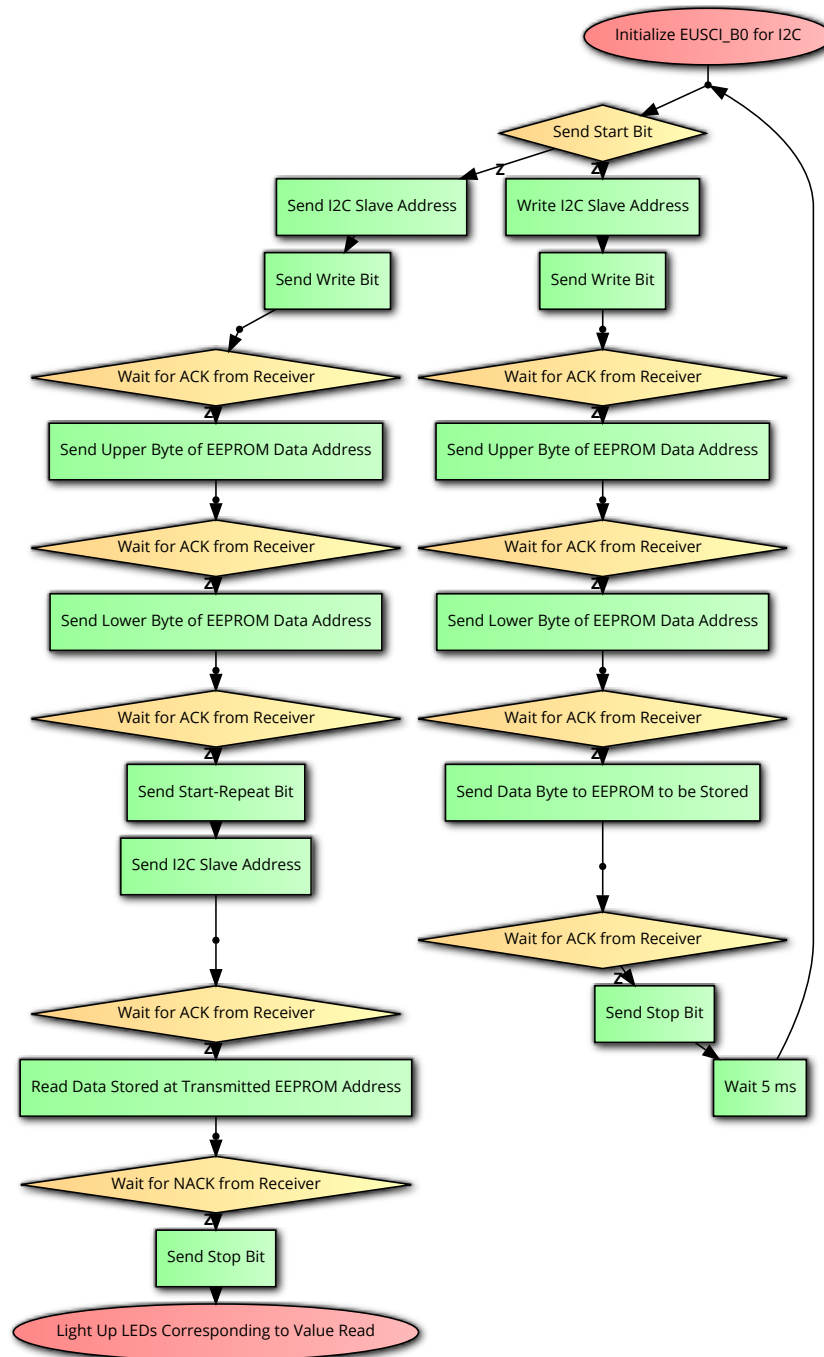 Initialize EUSCI_B0 for I2C
Send Start Bit
Z
Z
Send I2C Slave Address
Write I2C Slave Address
Send Write Bit
Send Write Bit
Wait for ACK from Receiver
Wait for ACK from Receiver
Z
Z
Send Upper Byte of EEPROM Data Address
Send Upper Byte of EEPROM Data Address
Wait for ACK from Receiver
Wait for ACK from Receiver
Z
Z
Send Lower Byte of EEPROM Data Address
Send Lower Byte of EEPROM Data Address
Wait for ACK from Receiver
Wait for ACK from Receiver
Z
Z
Send Start-Repeat Bit
Send Data Byte to EEPROM to be Stored
Send I2C Slave Address
Wait for ACK from Receiver
Z
Wait for ACK from Receiver
Send Stop Bit
Z
Read Data Stored at Transmitted EEPROM Address
Wait 5 ms
Wait for NACK from Receiver
Z
Send Stop Bit
Light Up LEDs Corresponding to Value Read